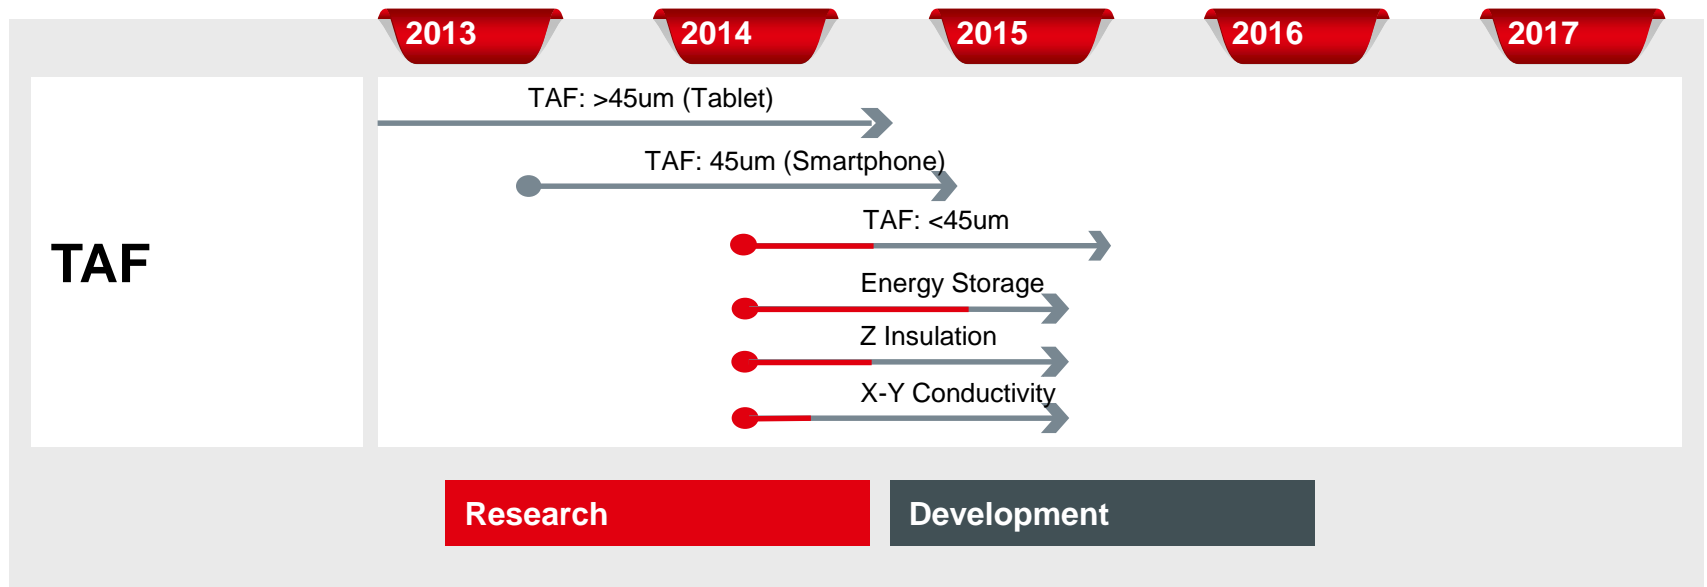 2013 2014 2015 2016 2017
TAF: >45um (Tablet)
TAF: 45um (Smartphone)
TAF: <45um
TAF
Energy Storage
Z Insulation
X-Y Conductivity
Research
Development